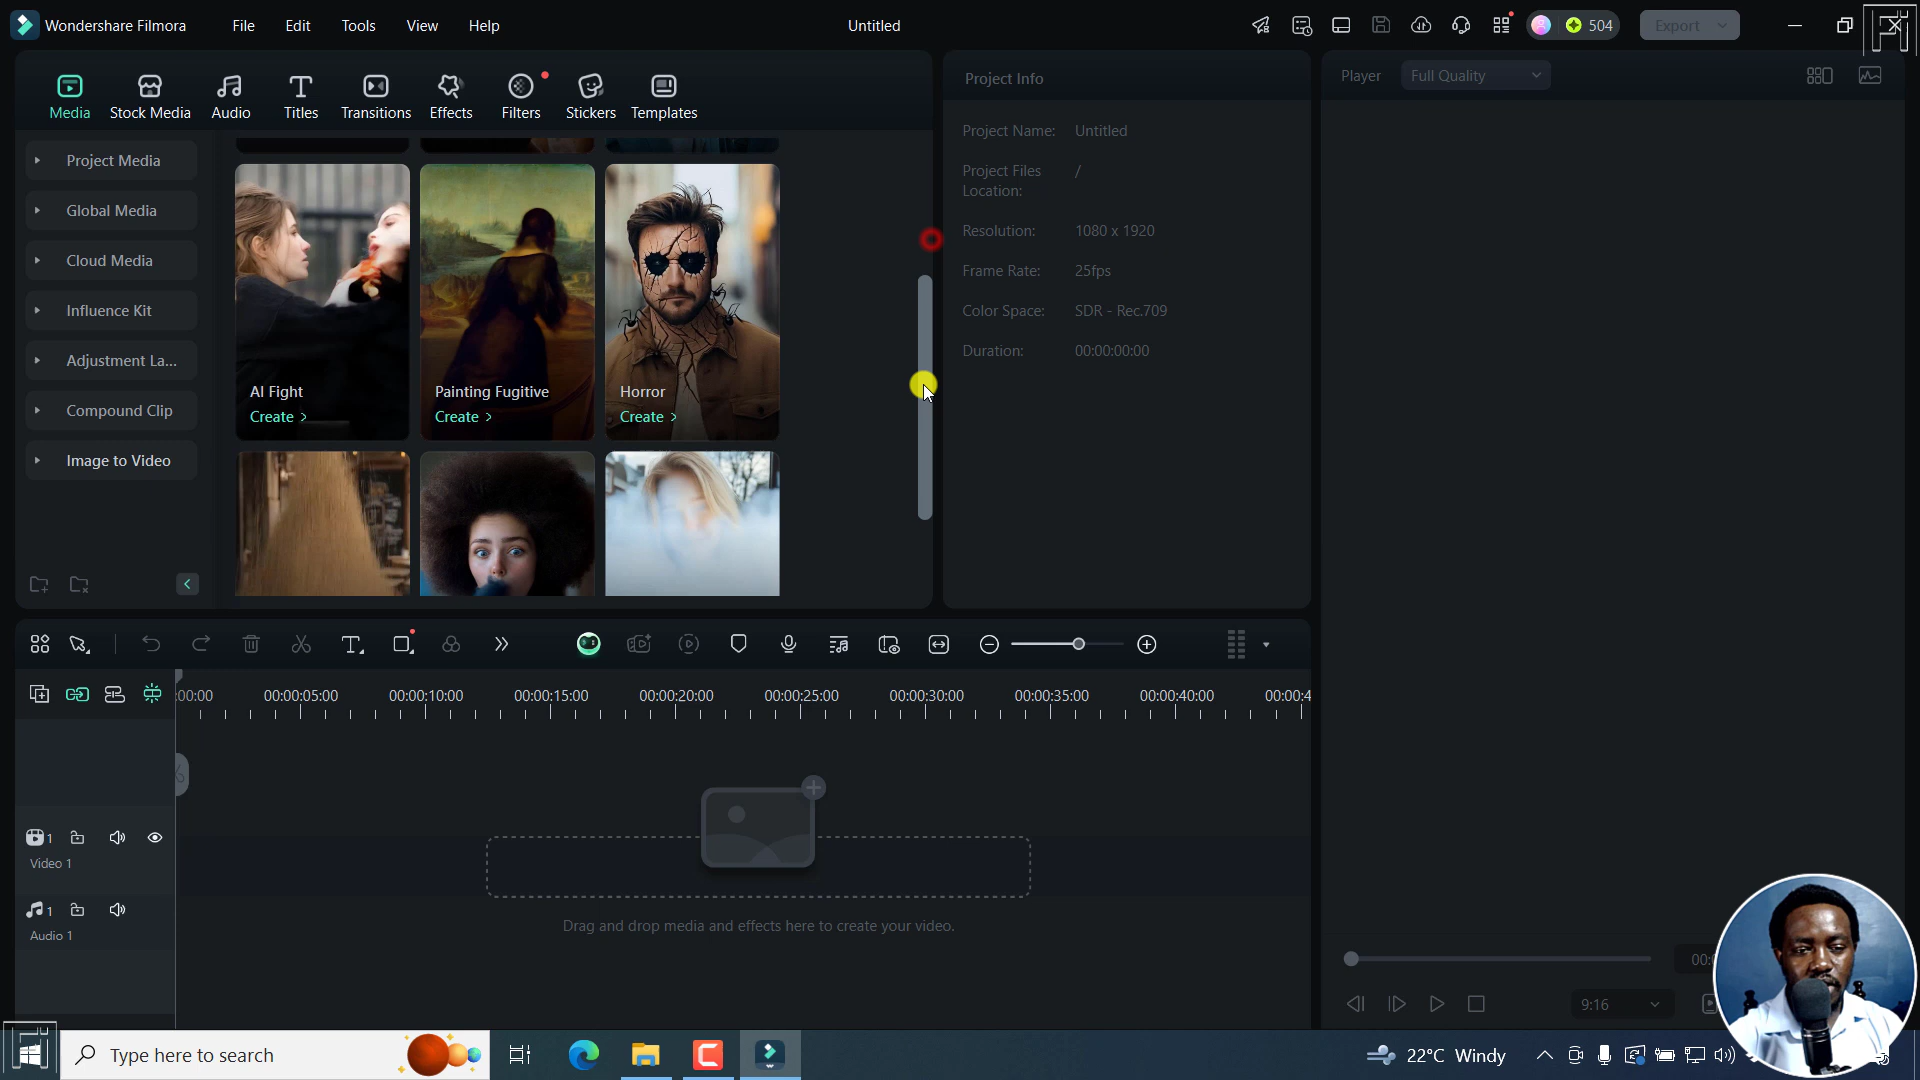 Wondershare Filmora
File
Edit
Tools
View
Help
Untitled
504
Export
Media
Stock Media
Audio
Titles
Transitions
Effects
Filters
Stickers
Templates
Project Info
Player
Full Quality
Project Media
Global Media
Cloud Media
Influence Kit
Adjustment La...
Compound Clip
Image to Video
AI Fight
Create >
Painting Fugitive
Create >
Horror
Create >
Project Name: Untitled
Project Files Location: /
Resolution: 1080 x 1920
Frame Rate: 25fps
Color Space: SDR - Rec.709
Duration: 00:00:00:00
:00:00
00:00:05:00
00:00:10:00
00:00:15:00
00:00:20:00
00:00:25:00
00:00:30:00
00:00:35:00
00:00:40:00
00:00:4
1
Video 1
1
Audio 1
Drag and drop media and effects here to create your video.
00:
9:16
Type here to search
22°C Windy